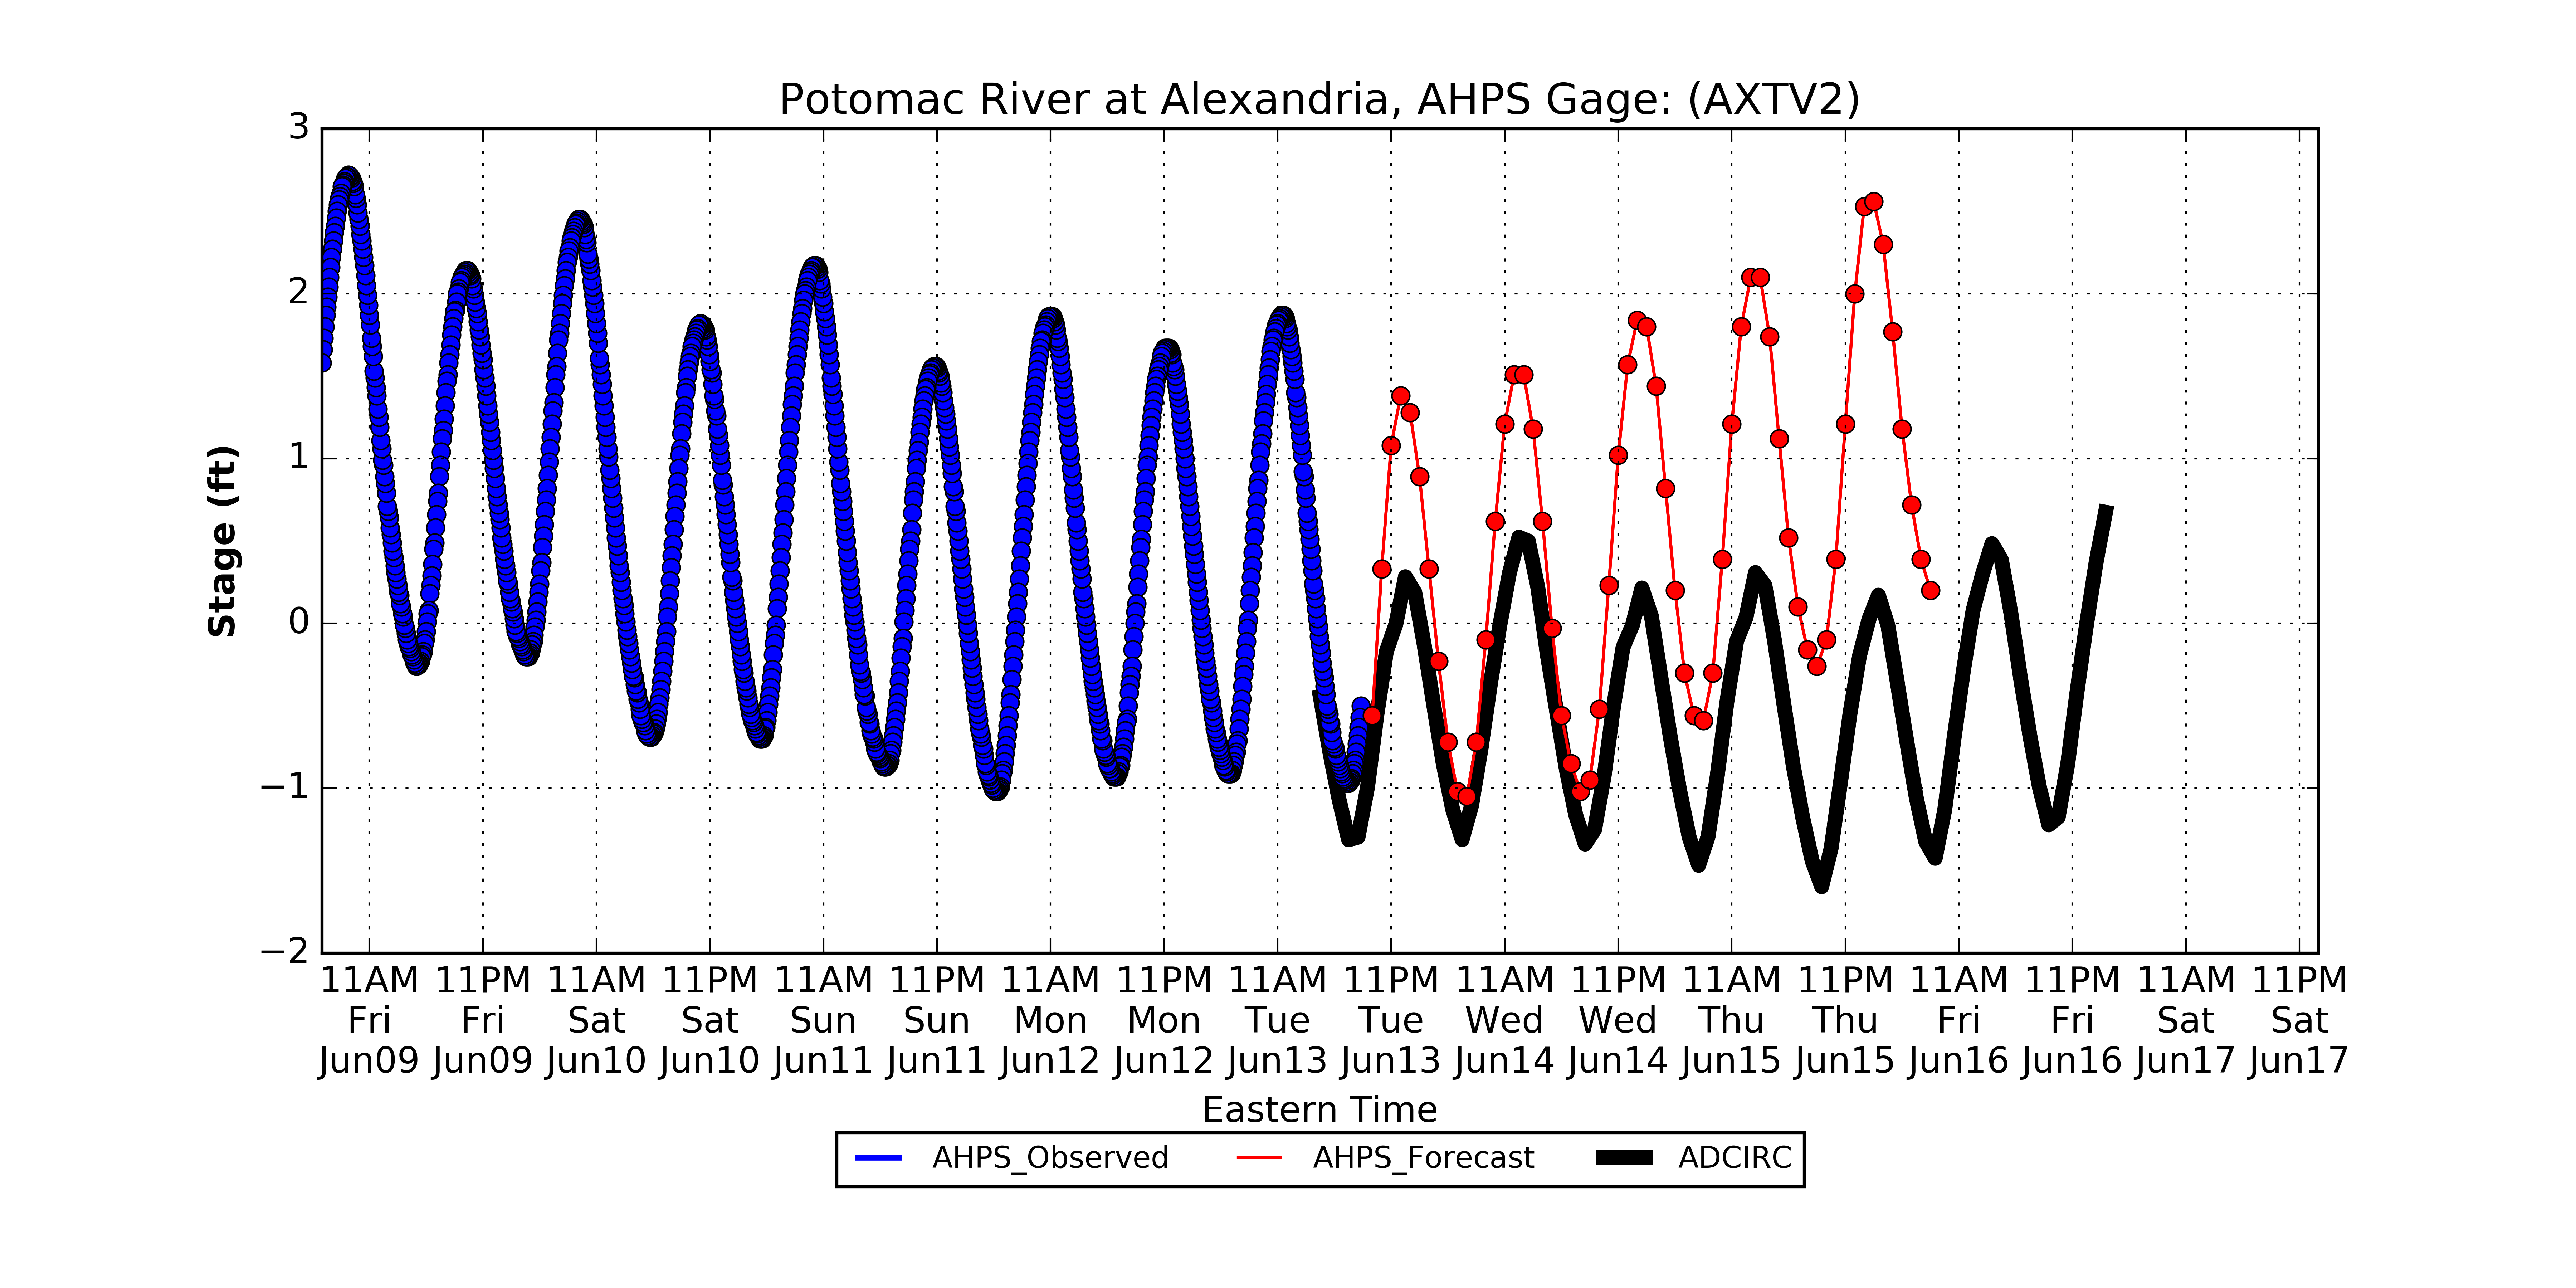 Potomac River at Alexandria, AHPS Gage: (AXTV2)
3
2
1
0
−1
−2
Stage (ft)
11AM 11PM 11AM 11PM 11AM 11PM 11AM 11PM 11AM 11PM 11AM 11PM 11AM 11PM 11AM 11PM 11AM 11PM
Fri Fri Sat Sat Sun Sun Mon Mon Tue Tue Wed Wed Thu Thu Fri Fri Sat Sat
Jun09 Jun09 Jun10 Jun10 Jun11 Jun11 Jun12 Jun12 Jun13 Jun13 Jun14 Jun14 Jun15 Jun15 Jun16 Jun16 Jun17 Jun17
Eastern Time
AHPS_Observed AHPS_Forecast ADCIRC